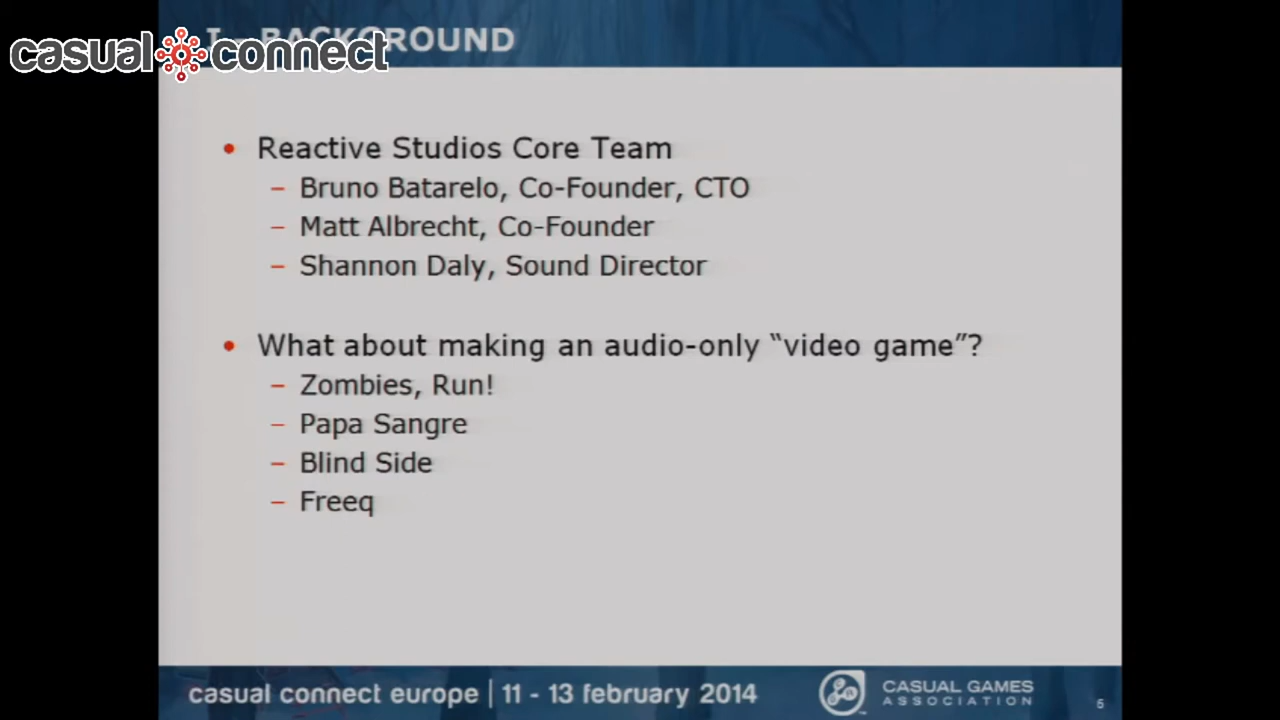 I - BACKGROUND
casual connect
• Reactive Studios Core Team
– Bruno Batarelo, Co-Founder, CTO
– Matt Albrecht, Co-Founder
– Shannon Daly, Sound Director
• What about making an audio-only “video game”?
– Zombies, Run!
– Papa Sangre
– Blind Side
– Freeq
casual connect europe | 11 - 13 february 2014
CASUAL GAMES
ASSOCIATION
5